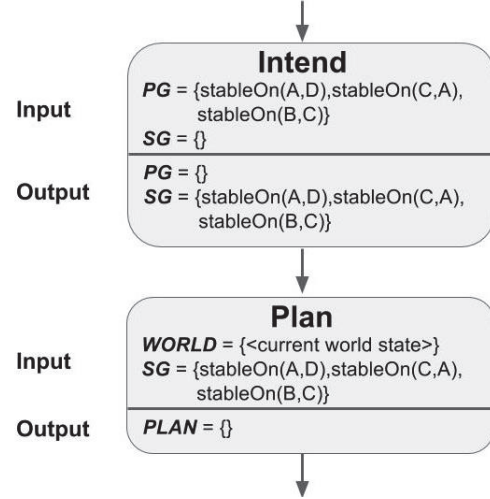 Intend
Input
PG = {stableOn(A,D),stableOn(C,A),
stableOn(B,C)}
SG = {}
Output
PG = {}
SG = {stableOn(A,D),stableOn(C,A),
stableOn(B,C)}
Plan
Input
WORLD = {<current world state>}
SG = {stableOn(A,D),stableOn(C,A),
stableOn(B,C)}
Output
PLAN = {}